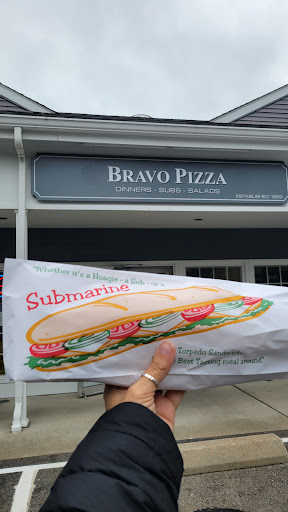 BRAVO PIZZA
DINNERS - SUBS - SALADS
"Whether it's a Hoagie - a Sub - or a
Submarine
Torpedo Sandwich
Best Tasting meal around"